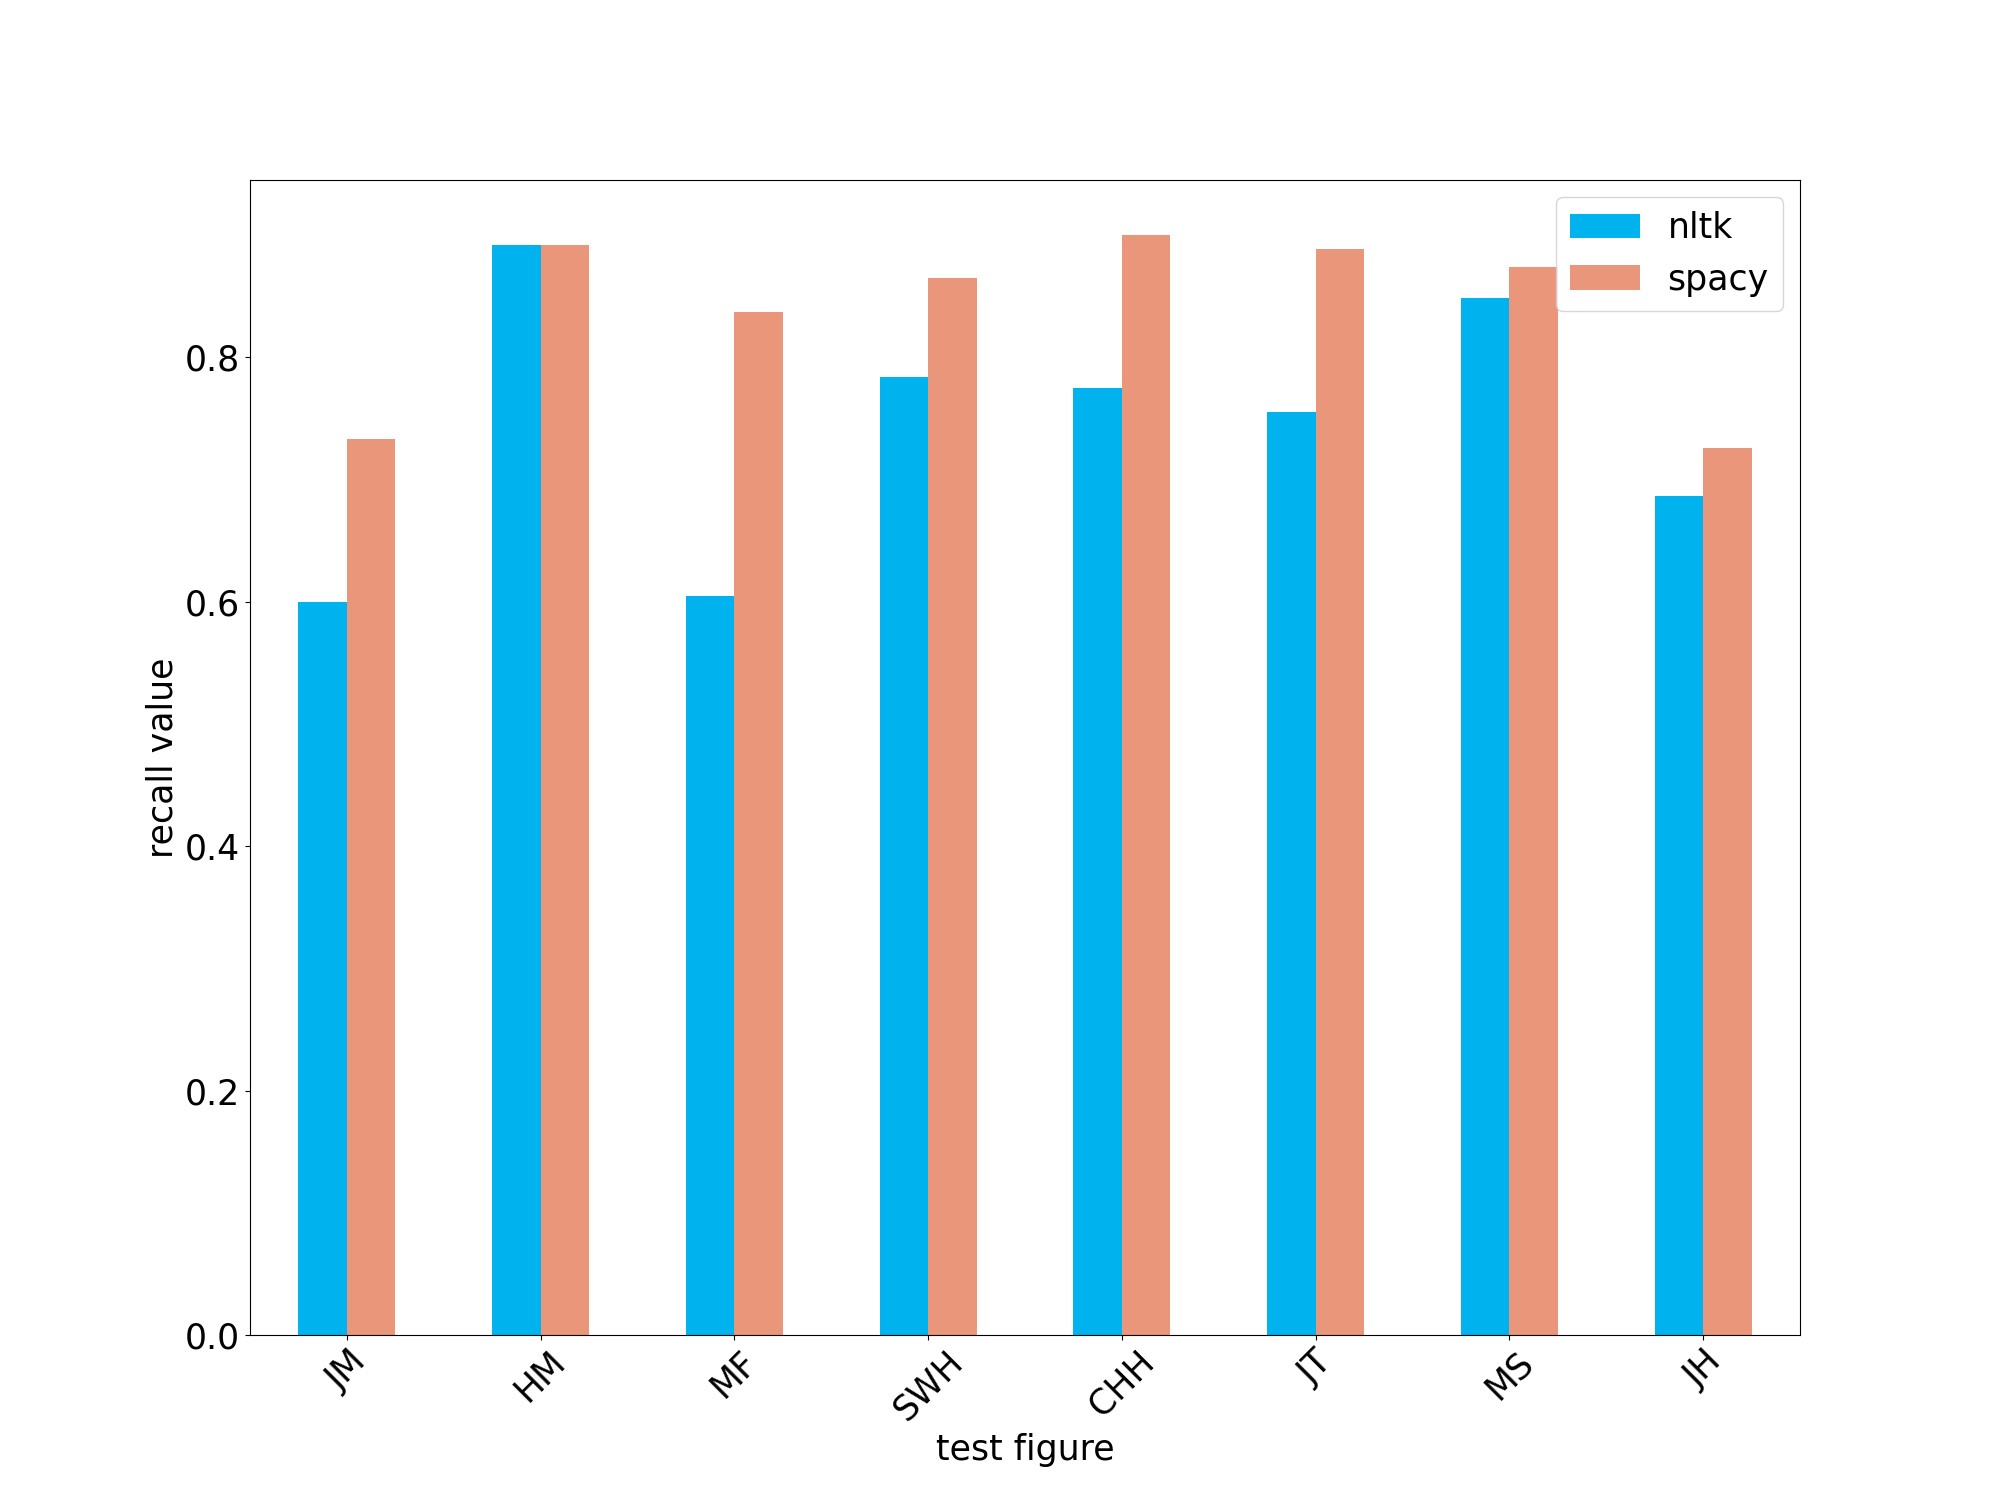 nltk
spacy
0.8
0.6
0.4
0.2
0.0
recall value
JM
HM
MF
SWH
CHH
JT
MS
JH
test figure